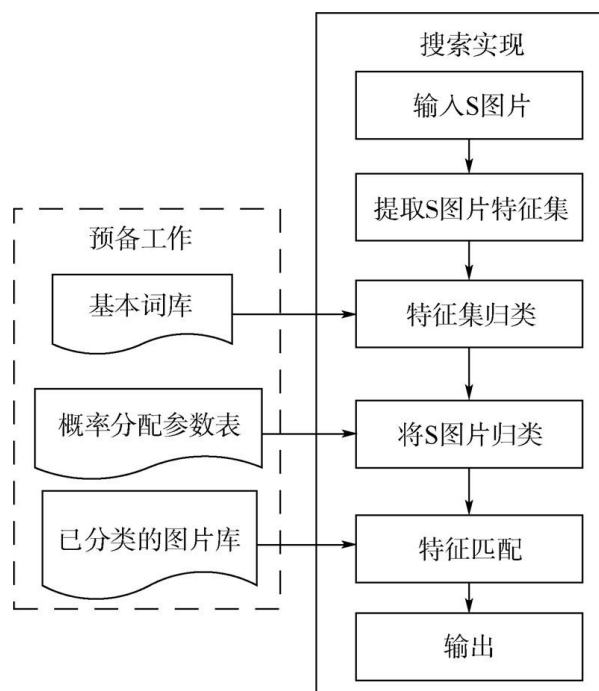 搜索实现
输入S图片
提取S图片特征集
预备工作
基本词库
特征集归类
概率分配参数表
将S图片归类
已分类的图片库
特征匹配
输出